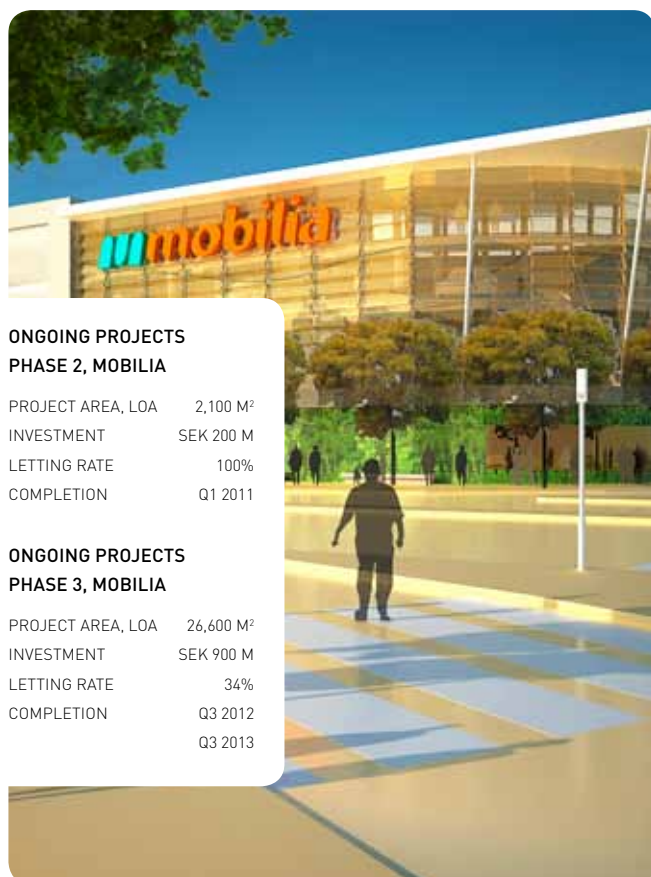 mobilia
ONGOING PROJECTS
PHASE 2, MOBILIA
PROJECT AREA, LOA 2,100 M²
INVESTMENT SEK 200 M
LETTING RATE 100%
COMPLETION Q1 2011
ONGOING PROJECTS
PHASE 3, MOBILIA
PROJECT AREA, LOA 26,600 M²
INVESTMENT SEK 900 M
LETTING RATE 34%
COMPLETION Q3 2012
Q3 2013